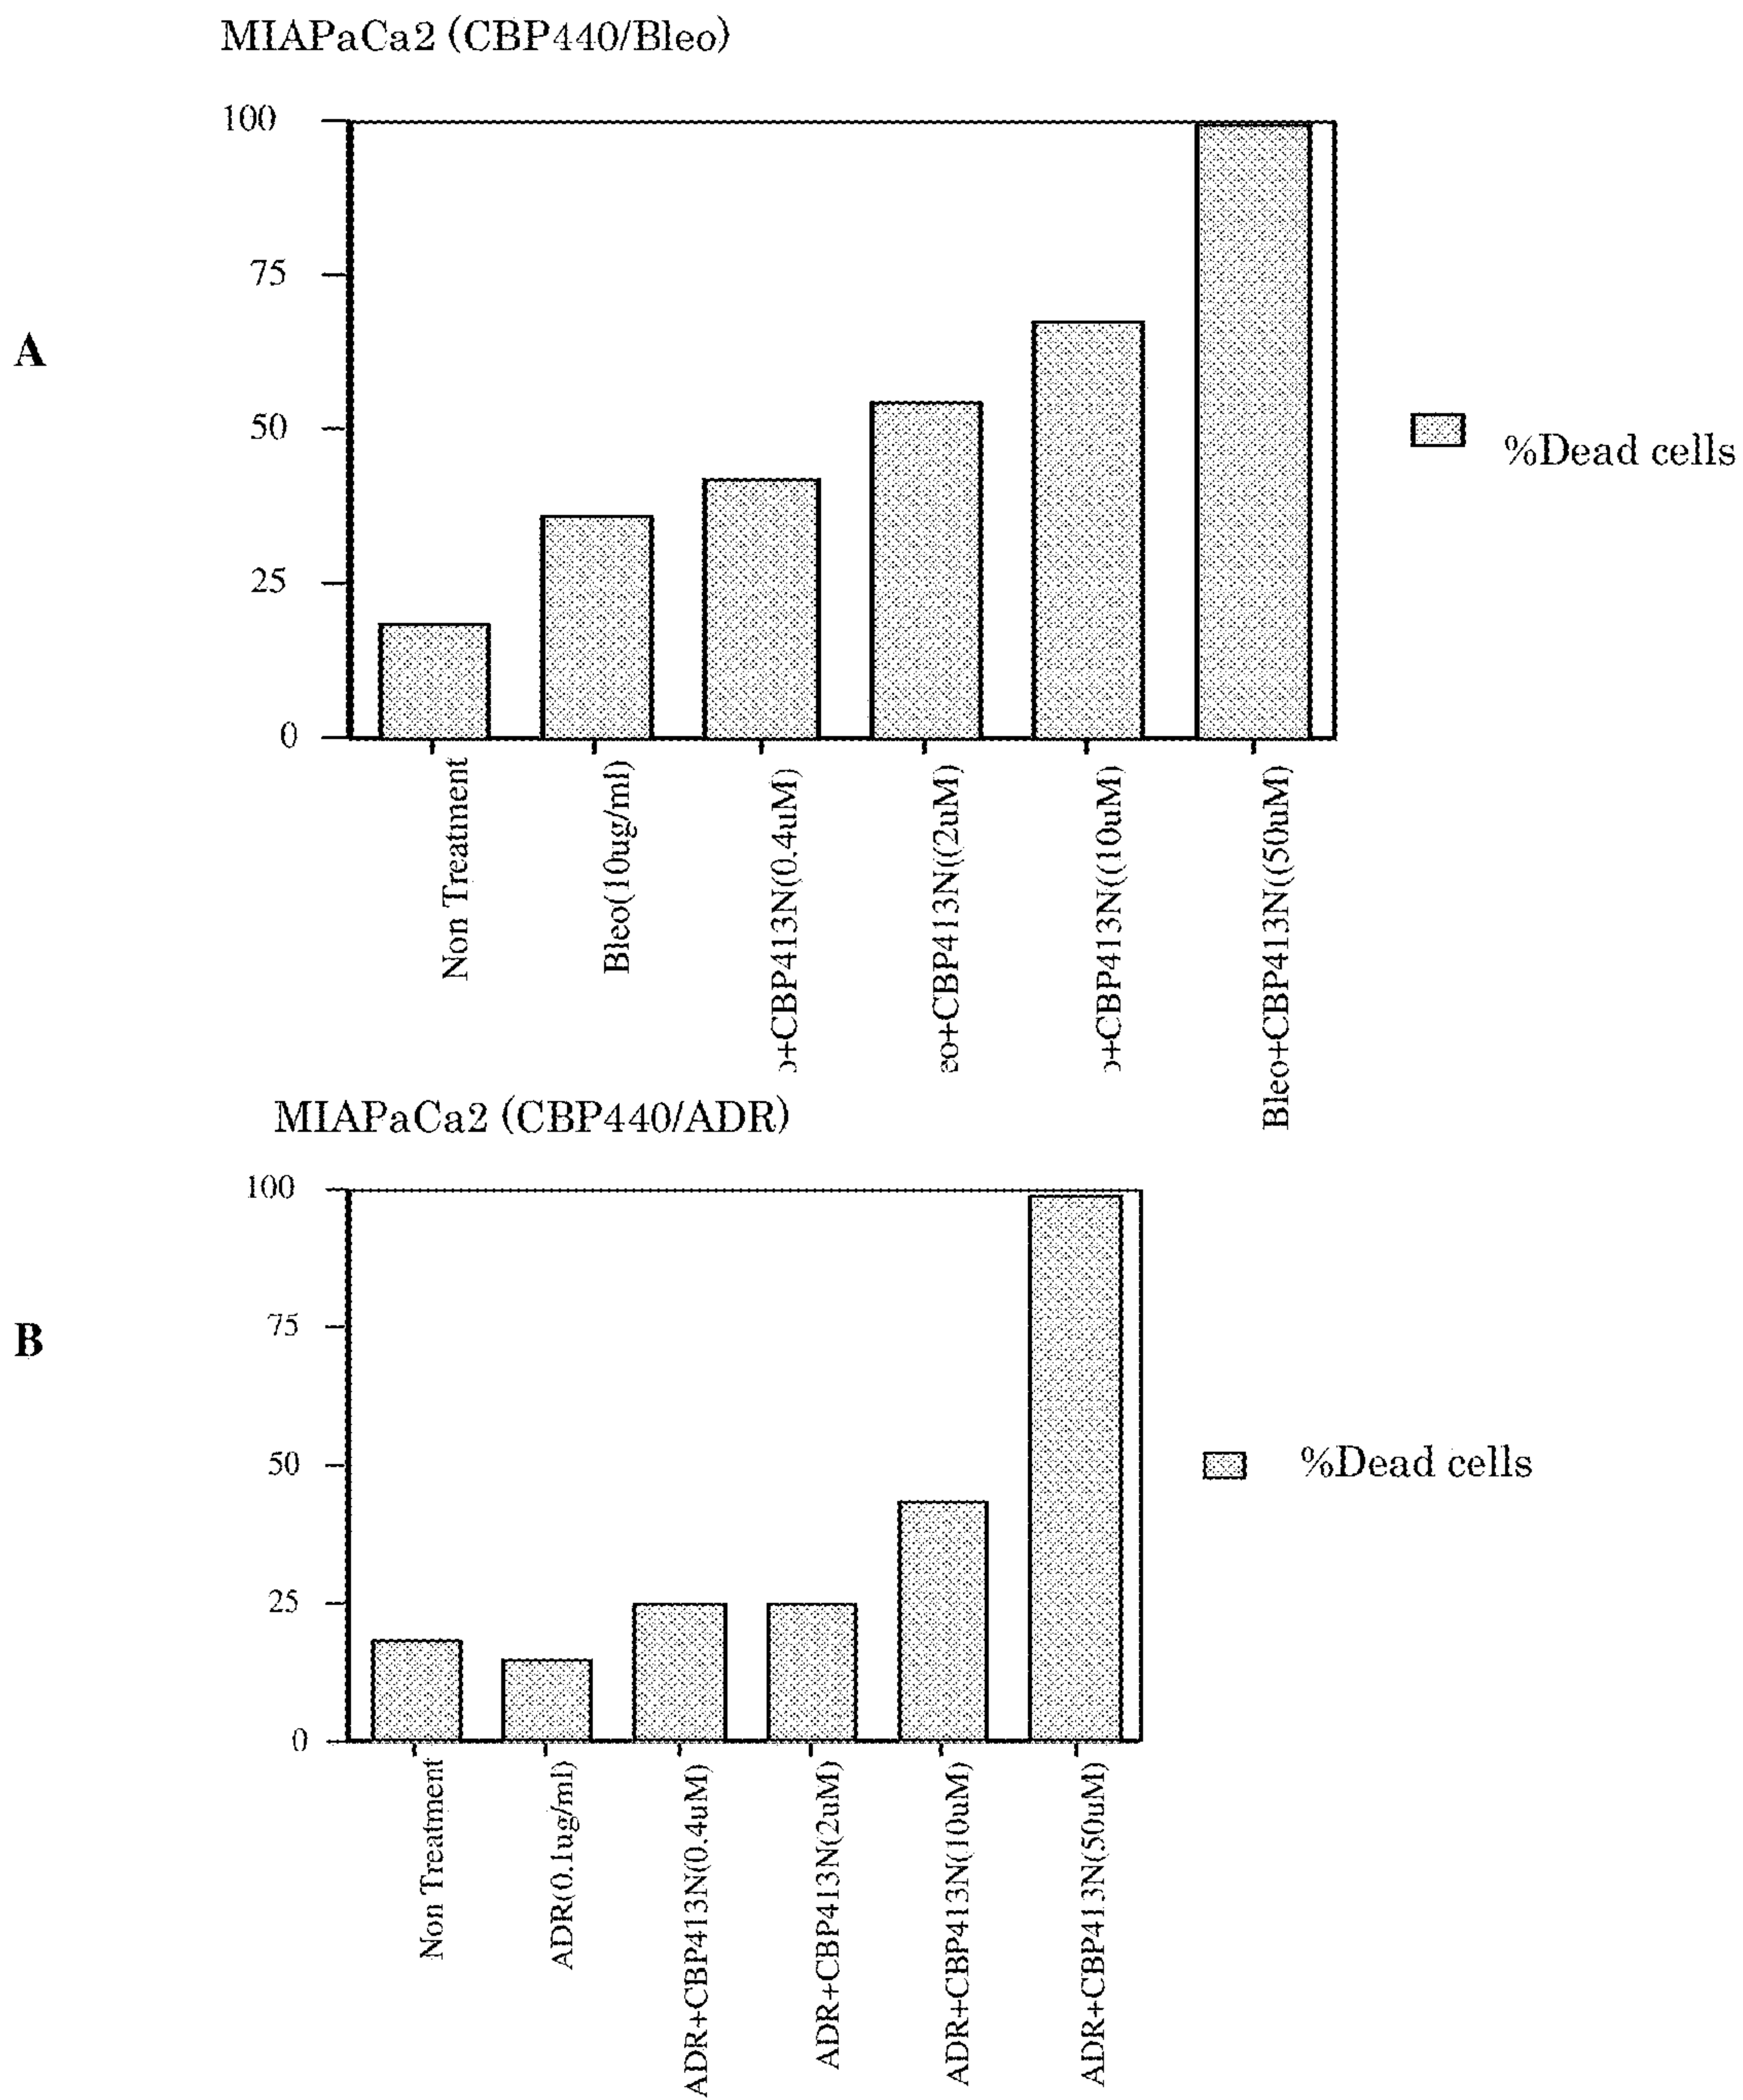 MIAPaCa2 (CBP440/Bleo)
100
75
A
50
%Dead cells
25
0
Non Treatment
Bleo(10ug/ml)
o+CBP413N(0.4uM)
eo+CBP413N((2uM)
o+CBP413N((10uM)
Bleo+CBP413N((50uM)
MIAPaCa2 (CBP440/ADR)
100
75
B
50
%Dead cells
25
0
Non Treatment
ADR(0.1ug/ml)
ADR+CBP413N(0.4uM)
ADR+CBP413N(2uM)
ADR+CBP413N(10uM)
ADR+CBP413N(50uM)